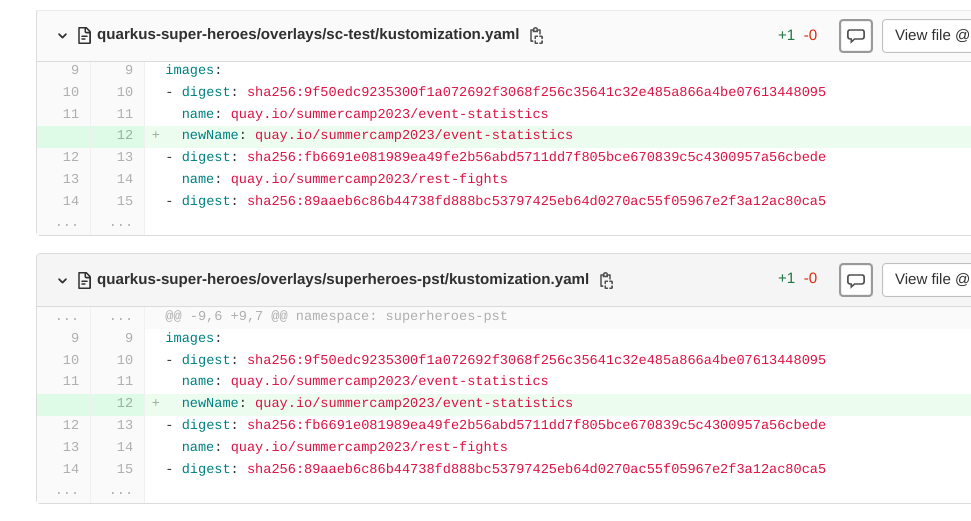 quarkus-super-heroes/overlays/sc-test/kustomization.yaml +1 -0 View file @
9 9 images:
10 10 - digest: sha256:9f50edc9235300f1a072692f3068f256c35641c32e485a866a4be07613448095
11 11 name: quay.io/summercamp2023/event-statistics
12 + newName: quay.io/summercamp2023/event-statistics
12 13 - digest: sha256:fb6691e081989ea49fe2b56abd5711dd7f805bce670839c5c4300957a56cbede
13 14 name: quay.io/summercamp2023/rest-fights
14 15 - digest: sha256:89aaeb6c86b44738fd888bc53797425eb64d0270ac55f05967e2f3a12ac80ca5
... ...
quarkus-super-heroes/overlays/superheroes-pst/kustomization.yaml +1 -0 View file @
... ... @@ -9,6 +9,7 @@ namespace: superheroes-pst
9 9 images:
10 10 - digest: sha256:9f50edc9235300f1a072692f3068f256c35641c32e485a866a4be07613448095
11 11 name: quay.io/summercamp2023/event-statistics
12 + newName: quay.io/summercamp2023/event-statistics
12 13 - digest: sha256:fb6691e081989ea49fe2b56abd5711dd7f805bce670839c5c4300957a56cbede
13 14 name: quay.io/summercamp2023/rest-fights
14 15 - digest: sha256:89aaeb6c86b44738fd888bc53797425eb64d0270ac55f05967e2f3a12ac80ca5
... ...